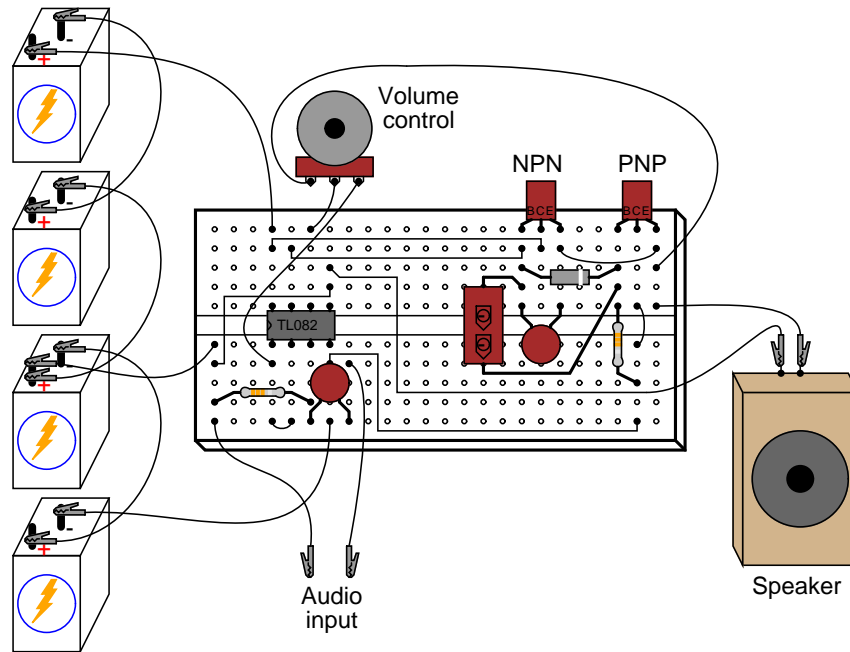 -
+
Volume
control
NPN
PNP
-
+
BCE
BCE
TL082
-
+
-
+
Audio
input
Speaker